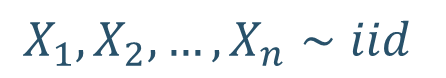 X₁, X₂, ..., Xₙ ~ iid